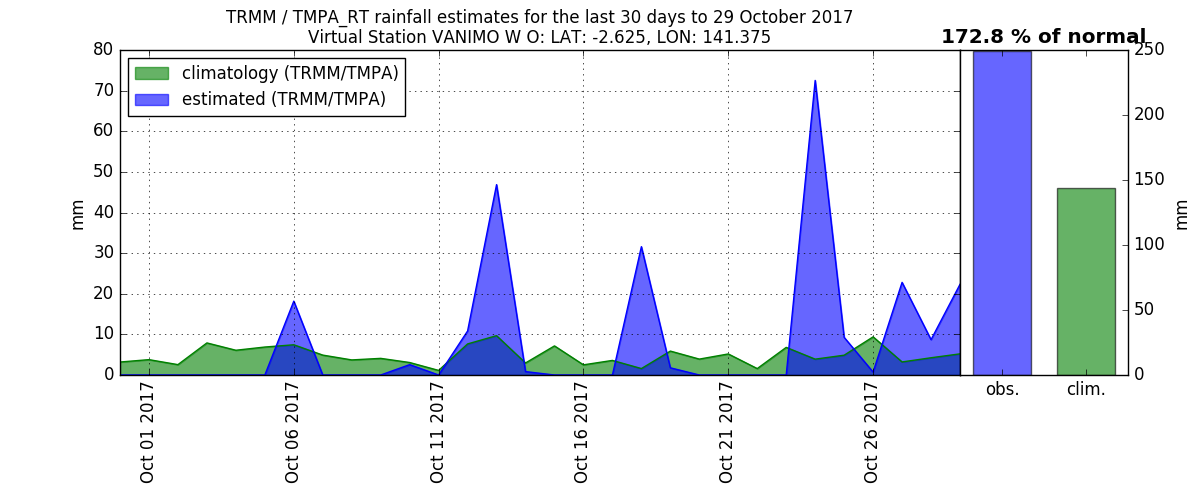 TRMM / TMPA_RT rainfall estimates for the last 30 days to 29 October 2017
Virtual Station VANIMO W O: LAT: -2.625, LON: 141.375
172.8 % of normal
climatology (TRMM/TMPA)
estimated (TRMM/TMPA)
80
70
60
50
40
30
20
10
0
mm
Oct 01 2017
Oct 06 2017
Oct 11 2017
Oct 16 2017
Oct 21 2017
Oct 26 2017
obs.
clim.
250
200
150
100
50
0
mm